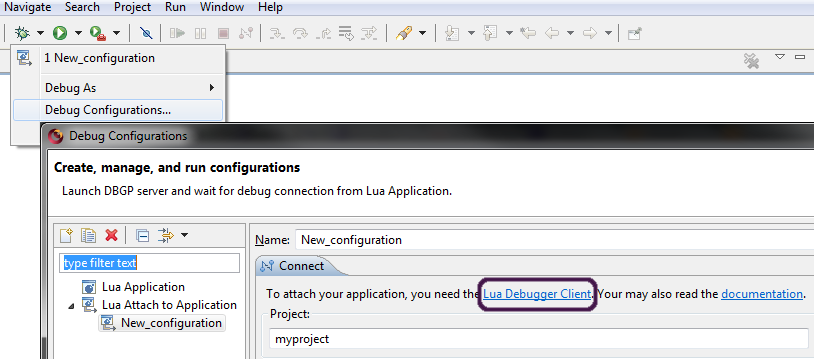 Navigate Search Project Run Window Help
1 New_configuration
Debug As
Debug Configurations...
Debug Configurations
Create, manage, and run configurations
Launch DBGP server and wait for debug connection from Lua Application.
type filter text
Lua Application
Lua Attach to Application
New_configuration
Name: New_configuration
Connect
To attach your application, you need the Lua Debugger Client. Your may also read the documentation.
Project:
myproject